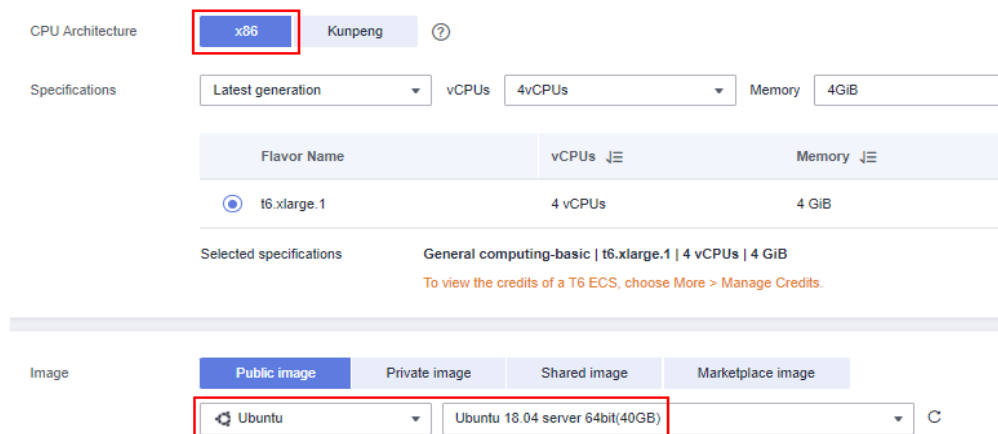 CPU Architecture x86 Kunpeng ?
Specifications Latest generation vCPUs 4vCPUs Memory 4GiB
Flavor Name vCPUs Memory
t6.xlarge.1 4 vCPUs 4 GiB
Selected specifications General computing-basic | t6.xlarge.1 | 4 vCPUs | 4 GiB
To view the credits of a T6 ECS, choose More > Manage Credits.
Image Public image Private image Shared image Marketplace image
Ubuntu Ubuntu 18.04 server 64bit(40GB)